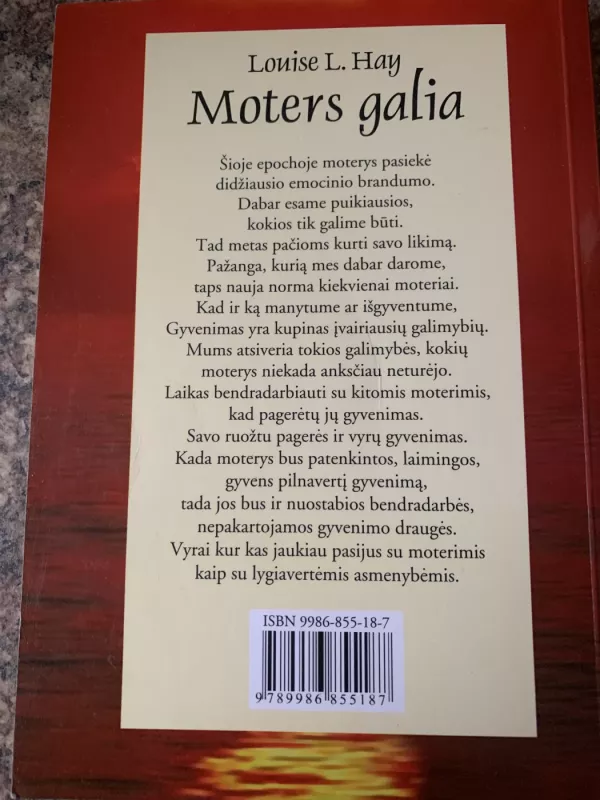 Louise L. Hay
Moters galia
Šioje epochoje moterys pasiekė
didžiausio emocinio brandumo.
Dabar esame puikiausios,
kokios tik galime būti.
Tad metas pačioms kurti savo likimą.
Pažanga, kurią mes dabar darome,
taps nauja norma kiekvienai moteriai.
Kad ir ką manytume ar išgyventume,
Gyvenimas yra kupinas įvairiausių galimybių.
Mums atsiveria tokios galimybės, kokių
moterys niekada anksčiau neturėjo.
Laikas bendradarbiauti su kitomis moterimis,
kad pagerėtų jų gyvenimas.
Savo ruožtu pagerės ir vyrų gyvenimas.
Kada moterys bus patenkintos, laimingos,
gyvens pilnavertį gyvenimą,
tada jos bus ir nuostabios bendradarbės,
nepakartojamos gyvenimo draugės.
Vyrai kur kas jaukiau pasijus su moterimis
kaip su lygiavertėmis asmenybėmis.
ISBN 9986-855-18-7
9 789986 855187